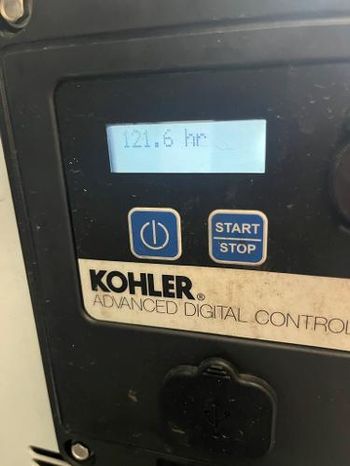 121.6 hr
START
STOP
KOHLER®
ADVANCED DIGITAL CONTROL